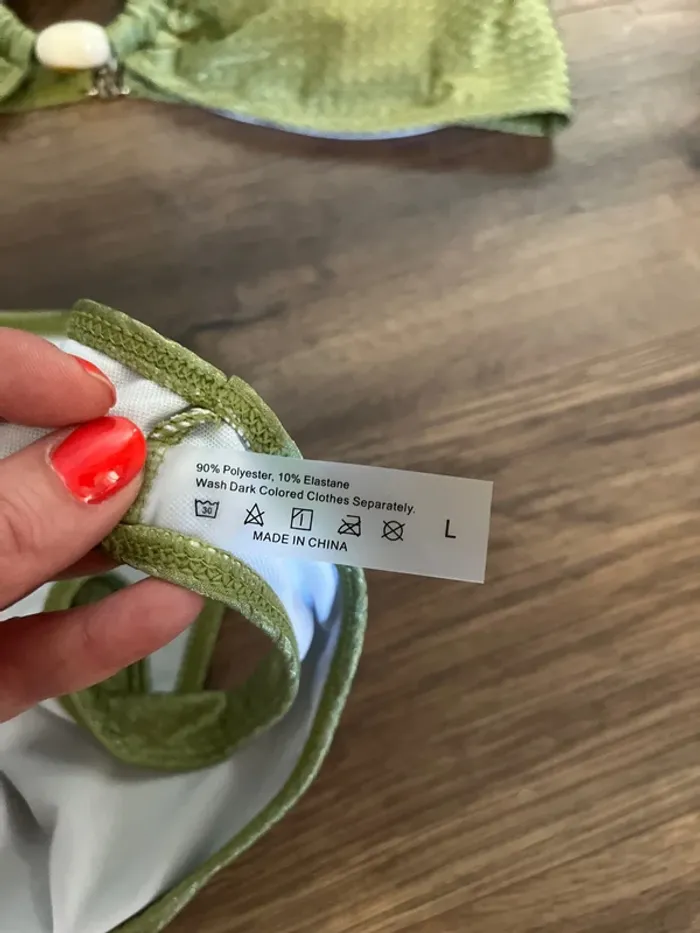 90% Polyester, 10% Elastane
Wash Dark Colored Clothes Separately.
30
L
MADE IN CHINA